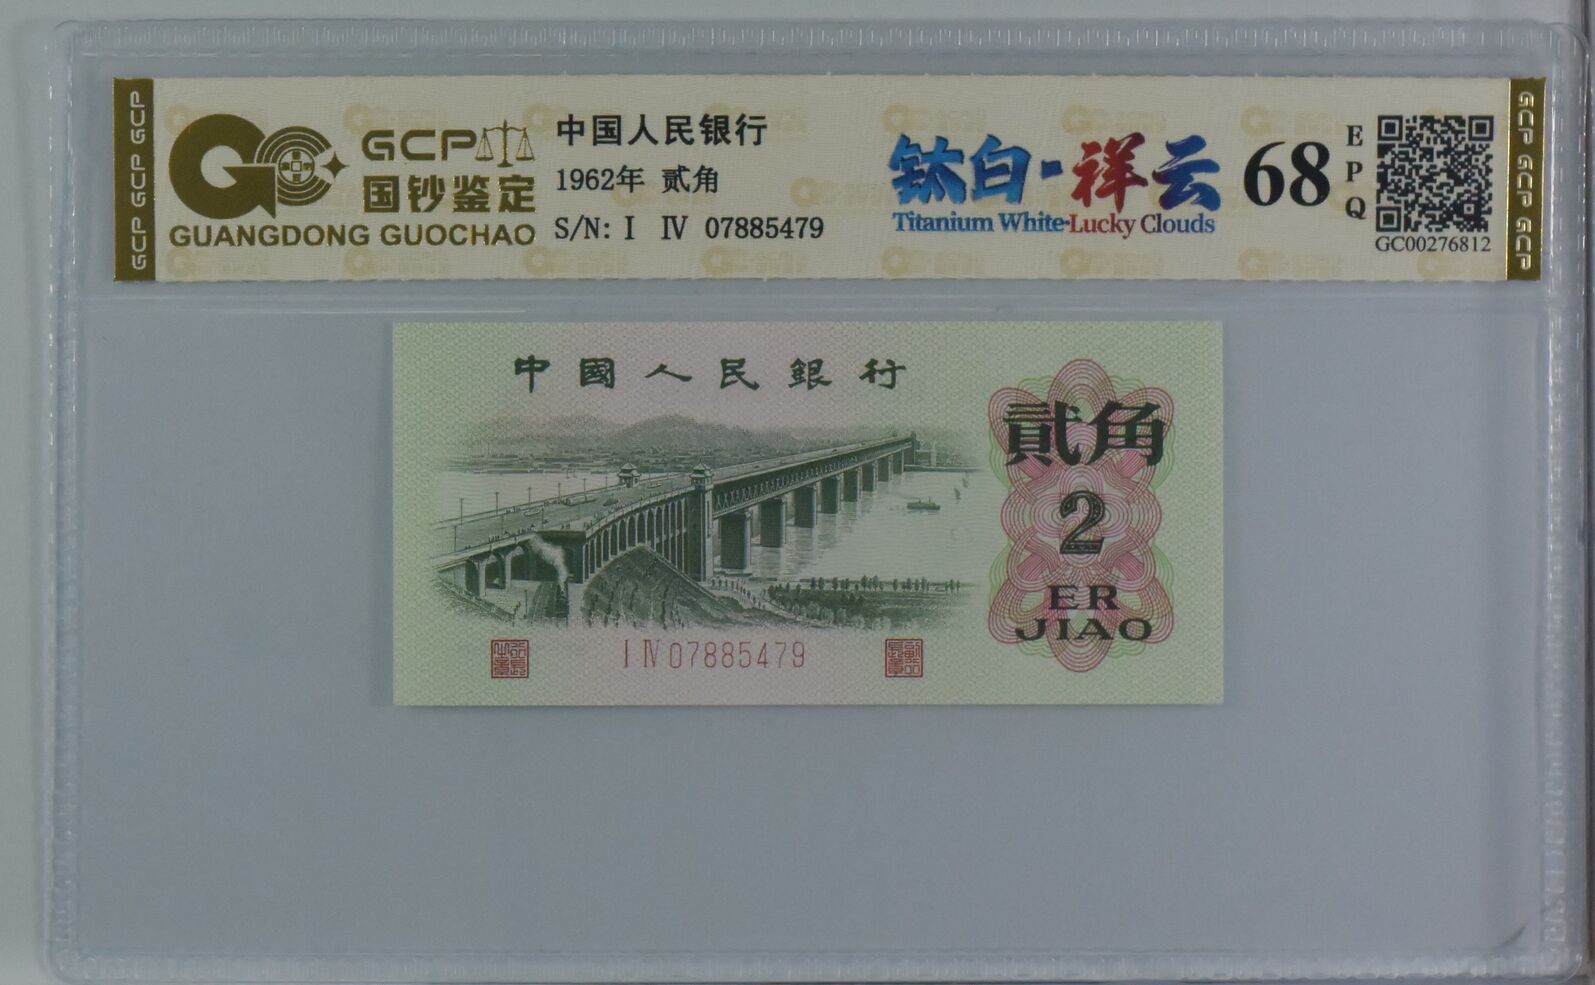 GCP GCP GCP
GCP
国钞鉴定
GUANGDONG GUOCHAO
中国人民银行
1962年 贰角
S/N: I IV 07885479
钛白·祥云
Titanium White·Lucky Clouds
68
EPQ
GC00276812
GCP GCP GCP
中國人民銀行
貳角
2
ER
JIAO
I IV 07885479